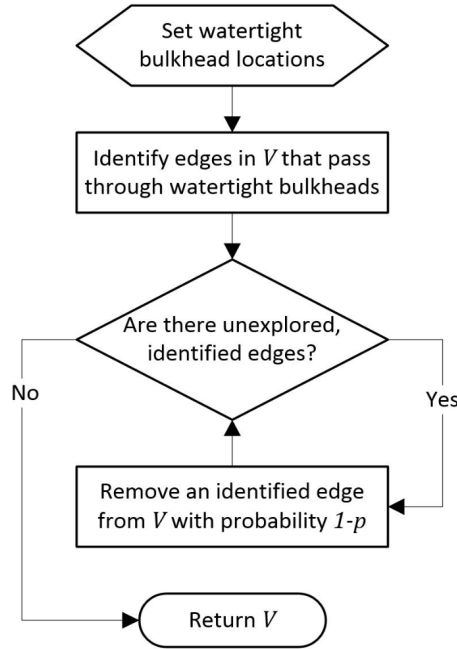 Set watertight
bulkhead locations
Identify edges in V that pass
through watertight bulkheads
Are there unexplored,
identified edges?
No
Yes
Remove an identified edge
from V with probability 1-p
Return V